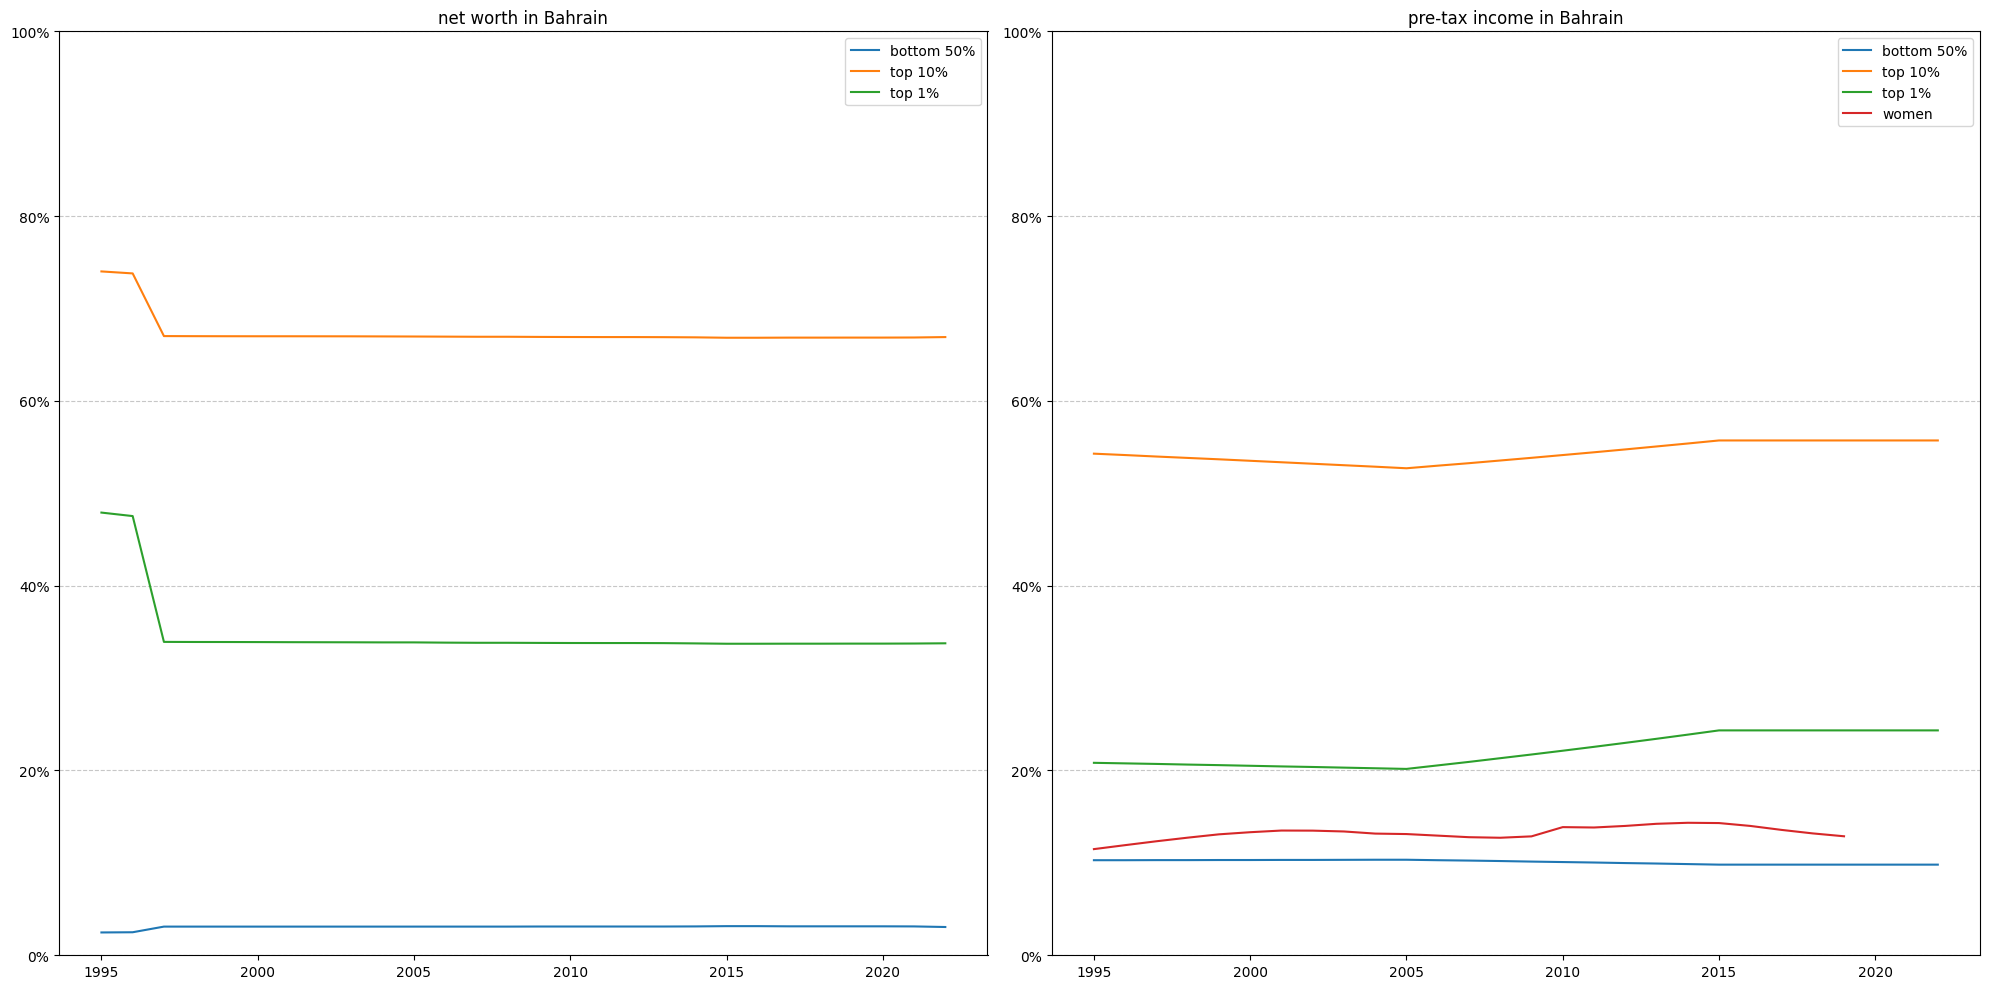 net worth in Bahrain
100%
80%
60%
40%
20%
0%
1995 2000 2005 2010 2015 2020
bottom 50%
top 10%
top 1%
pre-tax income in Bahrain
100%
80%
60%
40%
20%
0%
1995 2000 2005 2010 2015 2020
bottom 50%
top 10%
top 1%
women